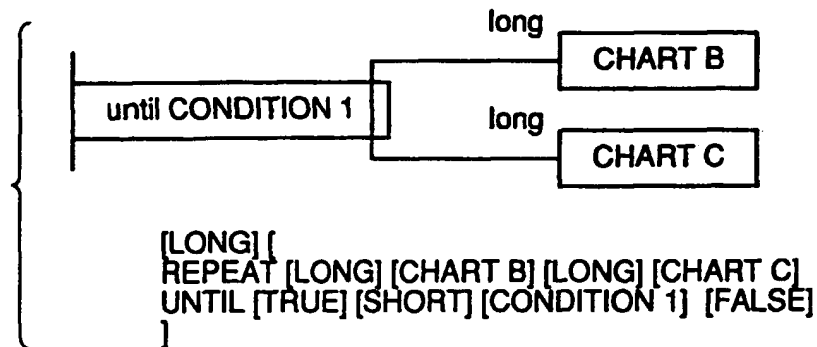 long
CHART B
until CONDITION 1
long
CHART C
[LONG] [
REPEAT [LONG] [CHART B] [LONG] [CHART C]
UNTIL [TRUE] [SHORT] [CONDITION 1] [FALSE]
]